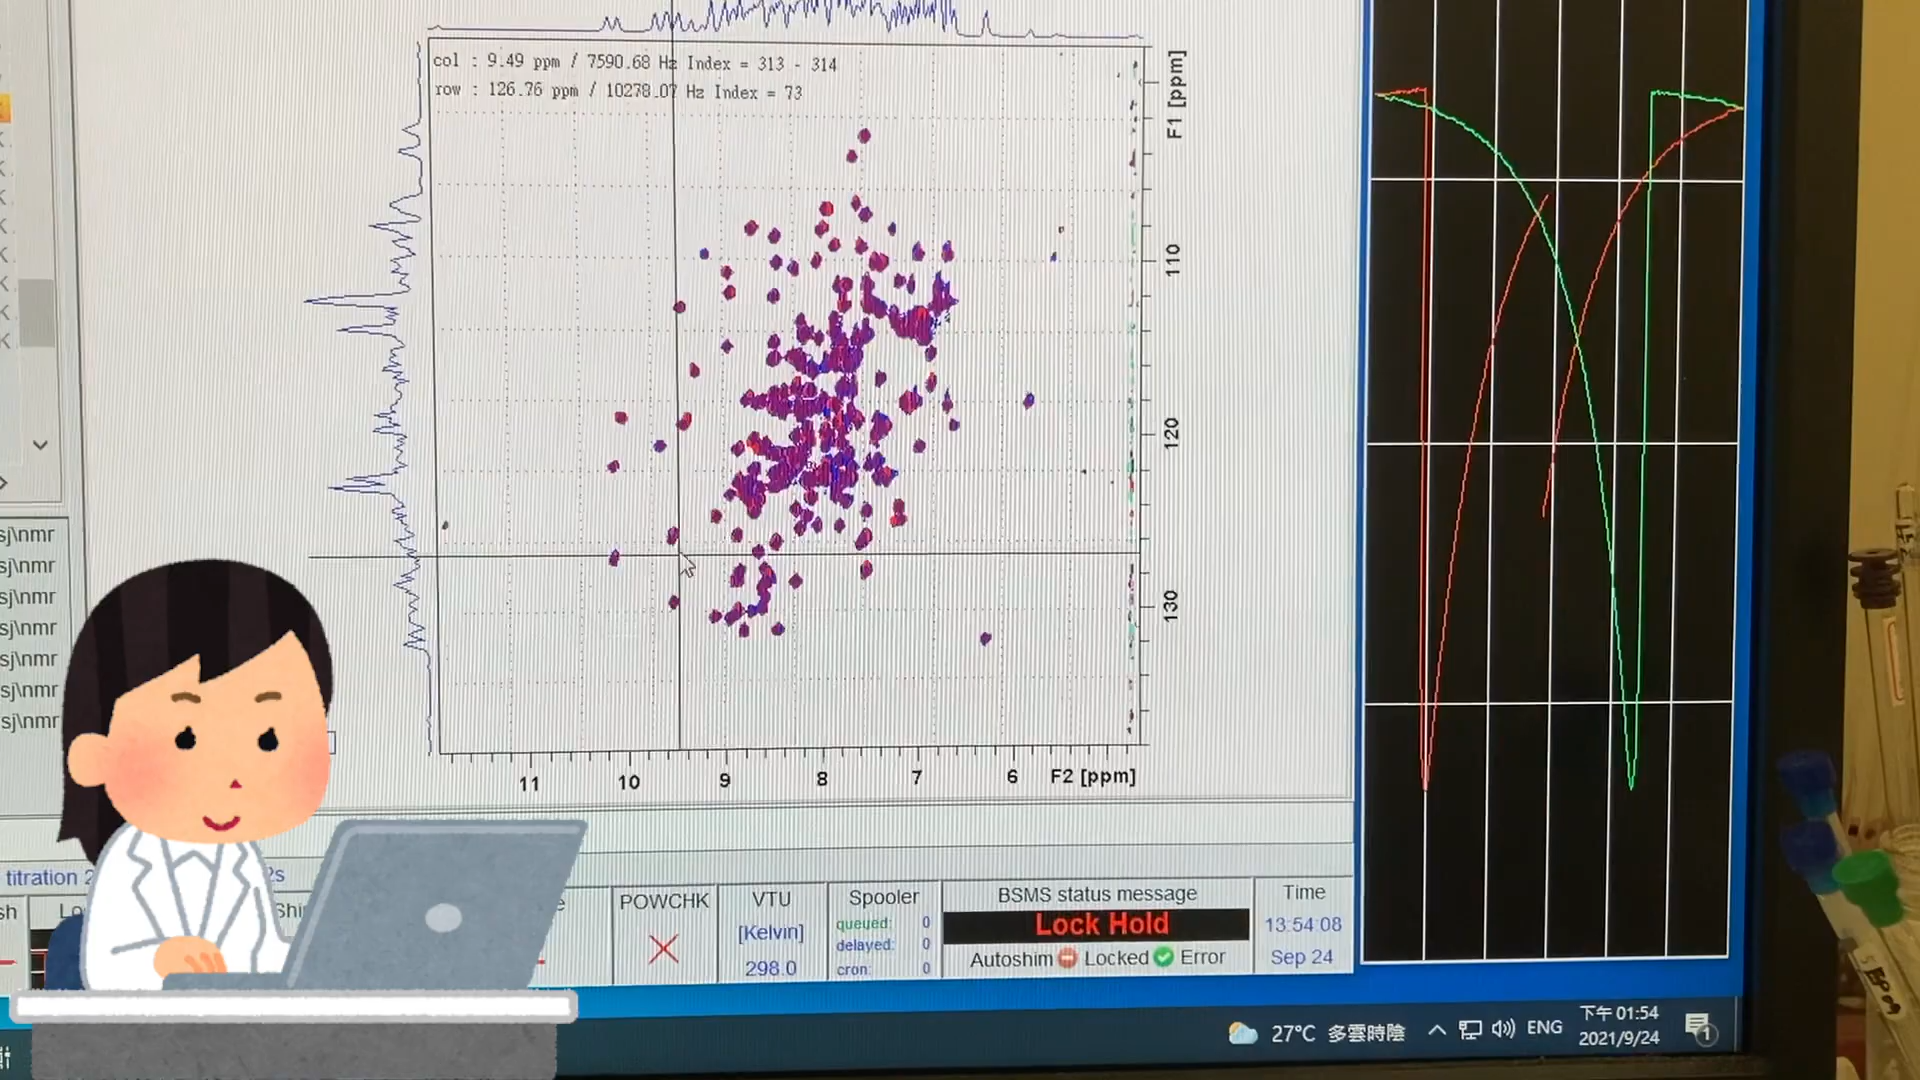 col : 9.49 ppm / 7590.68 Hz Index = 313 - 314
row : 126.76 ppm / 10278.07 Hz Index = 73
F1 [ppm]
110
120
130
11
10
9
8
7
6
F2 [ppm]
sj\nmr
sj\nmr
sj\nmr
sj\nmr
sj\nmr
sj\nmr
sj\nmr
titration 2
2s
POWCHK
VTU
[Kelvin]
298.0
Spooler
queued: 0
delayed: 0
cron: 0
BSMS status message
Lock Hold
Autoshim Locked Error
Time
13:54:08
Sep 24
27°C 多雲時陰
ENG
下午 01:54
2021/9/24
1